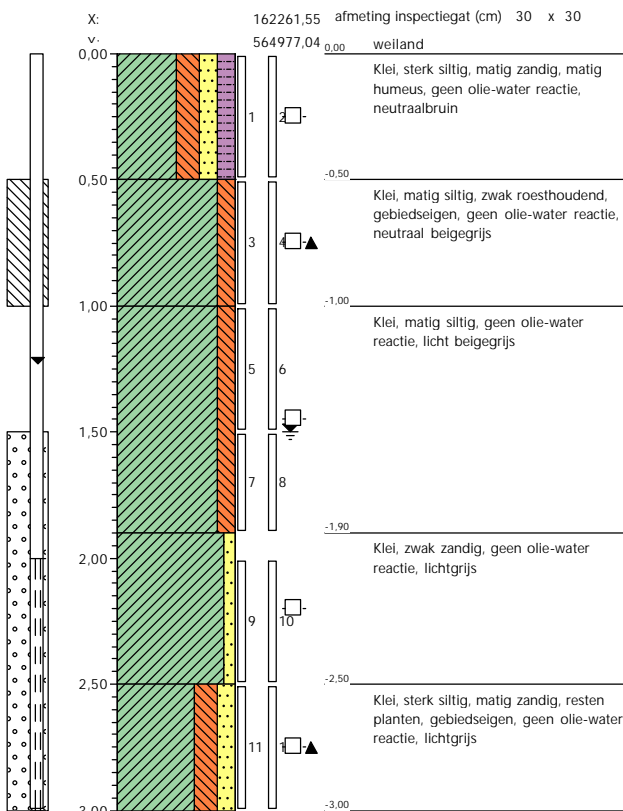 X: 162261,55 afmeting inspectiegat (cm) 30 x 30
564977,04 0,00 weiland
0,00
Klei, sterk siltig, matig zandig, matig
humeus, geen olie-water reactie,
neutraalbruin
1 2
0,50
-0,50
Klei, matig siltig, zwak roesthoudend,
gebiedseigen, geen olie-water reactie,
neutraal beigegrijs
3 4
1,00
-1,00
Klei, matig siltig, geen olie-water
reactie, licht beigegrijs
5 6
1,50
7 8
-1,90
Klei, zwak zandig, geen olie-water
reactie, lichtgrijs
2,00
9 10
2,50
-2,50
Klei, sterk siltig, matig zandig, resten
planten, gebiedseigen, geen olie-water
reactie, lichtgrijs
11
3,00
-3,00